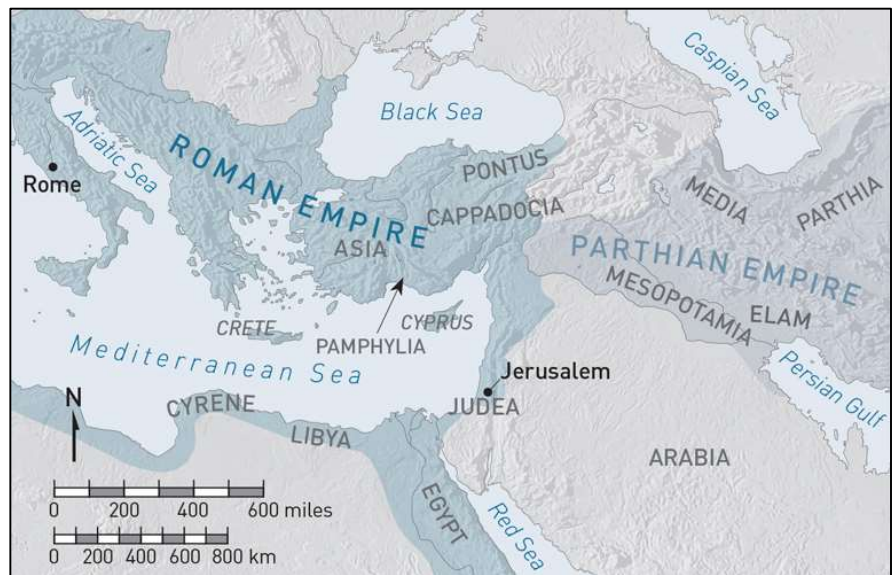 Caspian Sea
Black Sea
Adriatic Sea
Rome
ROMAN EMPIRE
PONTUS
CAPPADOCIA
ASIA
MEDIA
PARTHIA
PARTHIAN EMPIRE
MESOPOTAMIA
ELAM
CRETE
CYPRUS
PAMPHYLIA
Mediterranean Sea
Persian Gulf
Jerusalem
JUDEA
N
CYRENE
LIBYA
ARABIA
EGYPT
Red Sea
0 200 400 600 miles
0 200 400 600 800 km